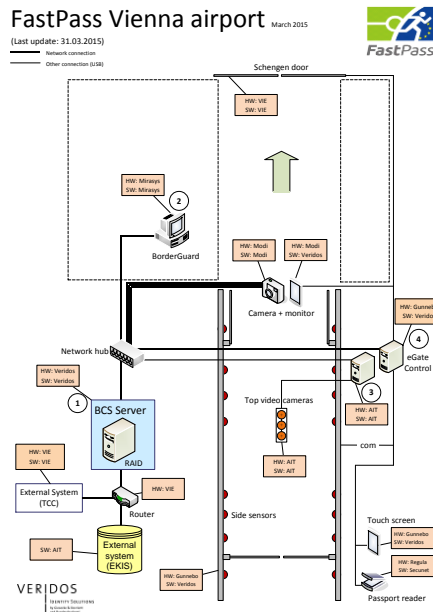 FastPass Vienna airport March 2015
(Last update: 31.03.2015)
Network connection
Other connection (USB)
FastPass
Schengen door
HW: VIE
SW: VIE
HW: Mirasys
SW: Mirasys
2
BorderGuard
HW: Modi
SW: Modi
HW: Modi
SW: Veridos
Camera + monitor
HW: Gunnebo
SW: Veridos
4
eGate
Control
Network hub
HW: Veridos
SW: Veridos
1
BCS Server
RAID
3
HW: AIT
SW: AIT
Top video cameras
HW: AIT
SW: AIT
com
HW: VIE
SW: VIE
External System
(TCC)
HW: VIE
Router
SW: AIT
External
system
(EKIS)
Side sensors
HW: Gunnebo
SW: Veridos
Touch screen
HW: Gunnebo
SW: Veridos
HW: Regula
SW: Secunet
Passport reader
VERIDOS
IDENTITY SOLUTIONS